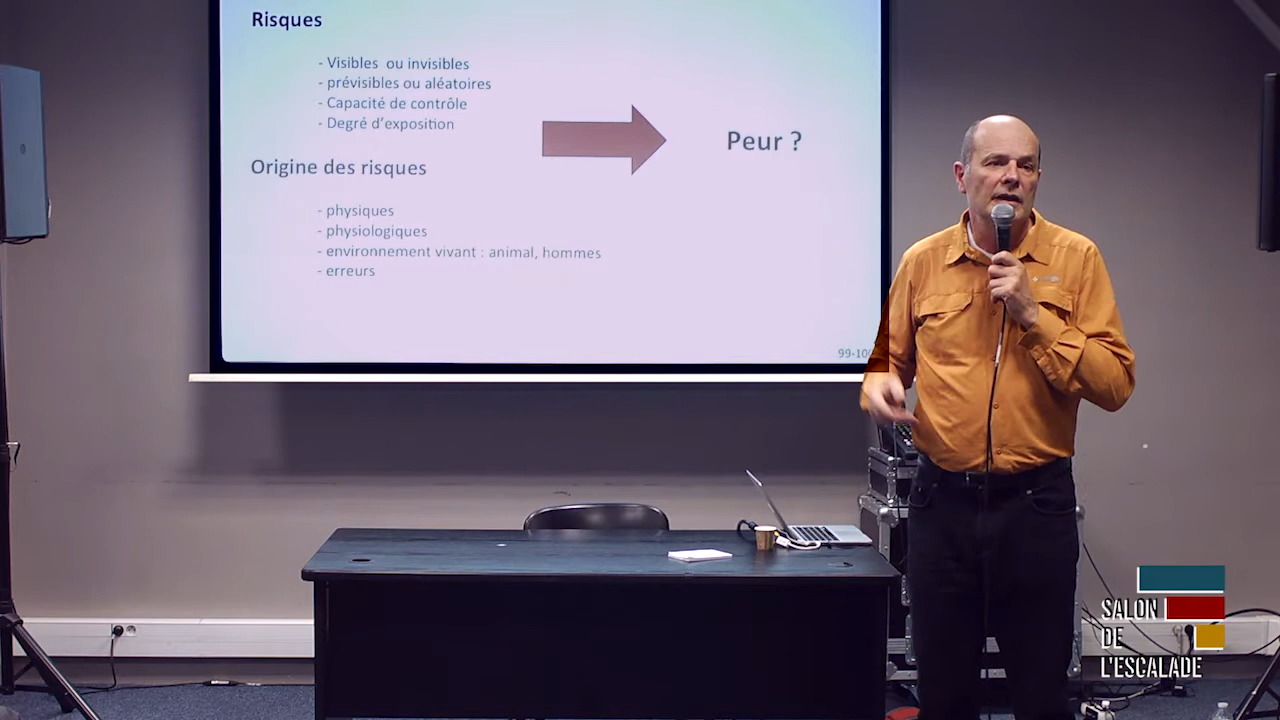 Risques
- Visibles ou invisibles
- prévisibles ou aléatoires
- Capacité de contrôle
- Degré d'exposition
Peur ?
Origine des risques
- physiques
- physiologiques
- environnement vivant : animal, hommes
- erreurs
SALON
DE
L'ESCALADE